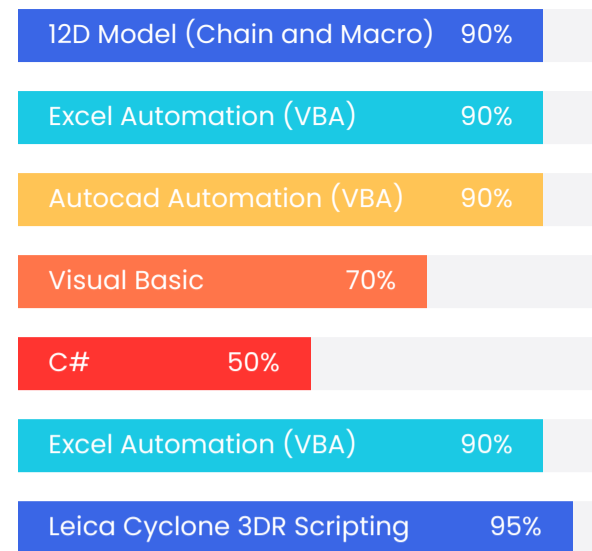 12D Model (Chain and Macro) 90%
Excel Automation (VBA) 90%
Autocad Automation (VBA) 90%
Visual Basic 70%
C# 50%
Excel Automation (VBA) 90%
Leica Cyclone 3DR Scripting 95%